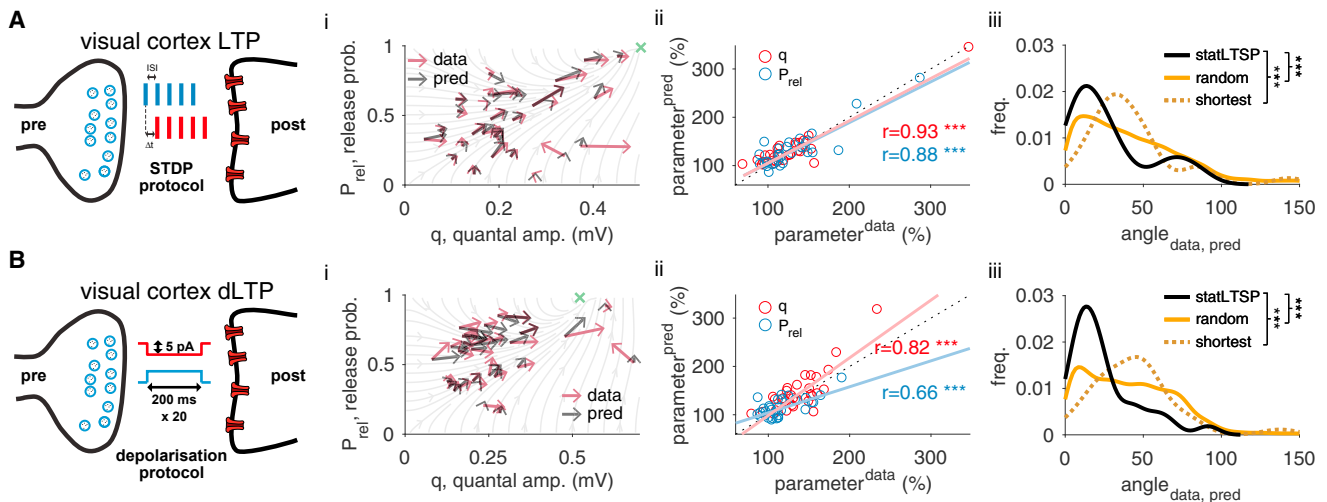 A
visual cortex LTP
ISI
pre
post
Δt
STDP
protocol
i
P_rel, release prob.
1
0.5
0
data
pred
0
0.2
0.4
q, quantal amp. (mV)
ii
parameter^pred (%)
300
200
100
q
P_rel
r=0.93 ***
r=0.88 ***
100
200
300
parameter^data (%)
iii
freq.
0.03
0.02
0.01
0
statLTSP
random
shortest
***
***
0
50
100
150
angle_data, pred
B
visual cortex dLTP
5 pA
pre
post
200 ms
x 20
depolarisation
protocol
i
P_rel, release prob.
1
0.5
0
data
pred
0
0.25
0.5
q, quantal amp. (mV)
ii
parameter^pred (%)
300
200
100
q
P_rel
r=0.82 ***
r=0.66 ***
100
200
300
parameter^data (%)
iii
freq.
0.03
0.02
0.01
0
statLTSP
random
shortest
***
***
0
50
100
150
angle_data, pred